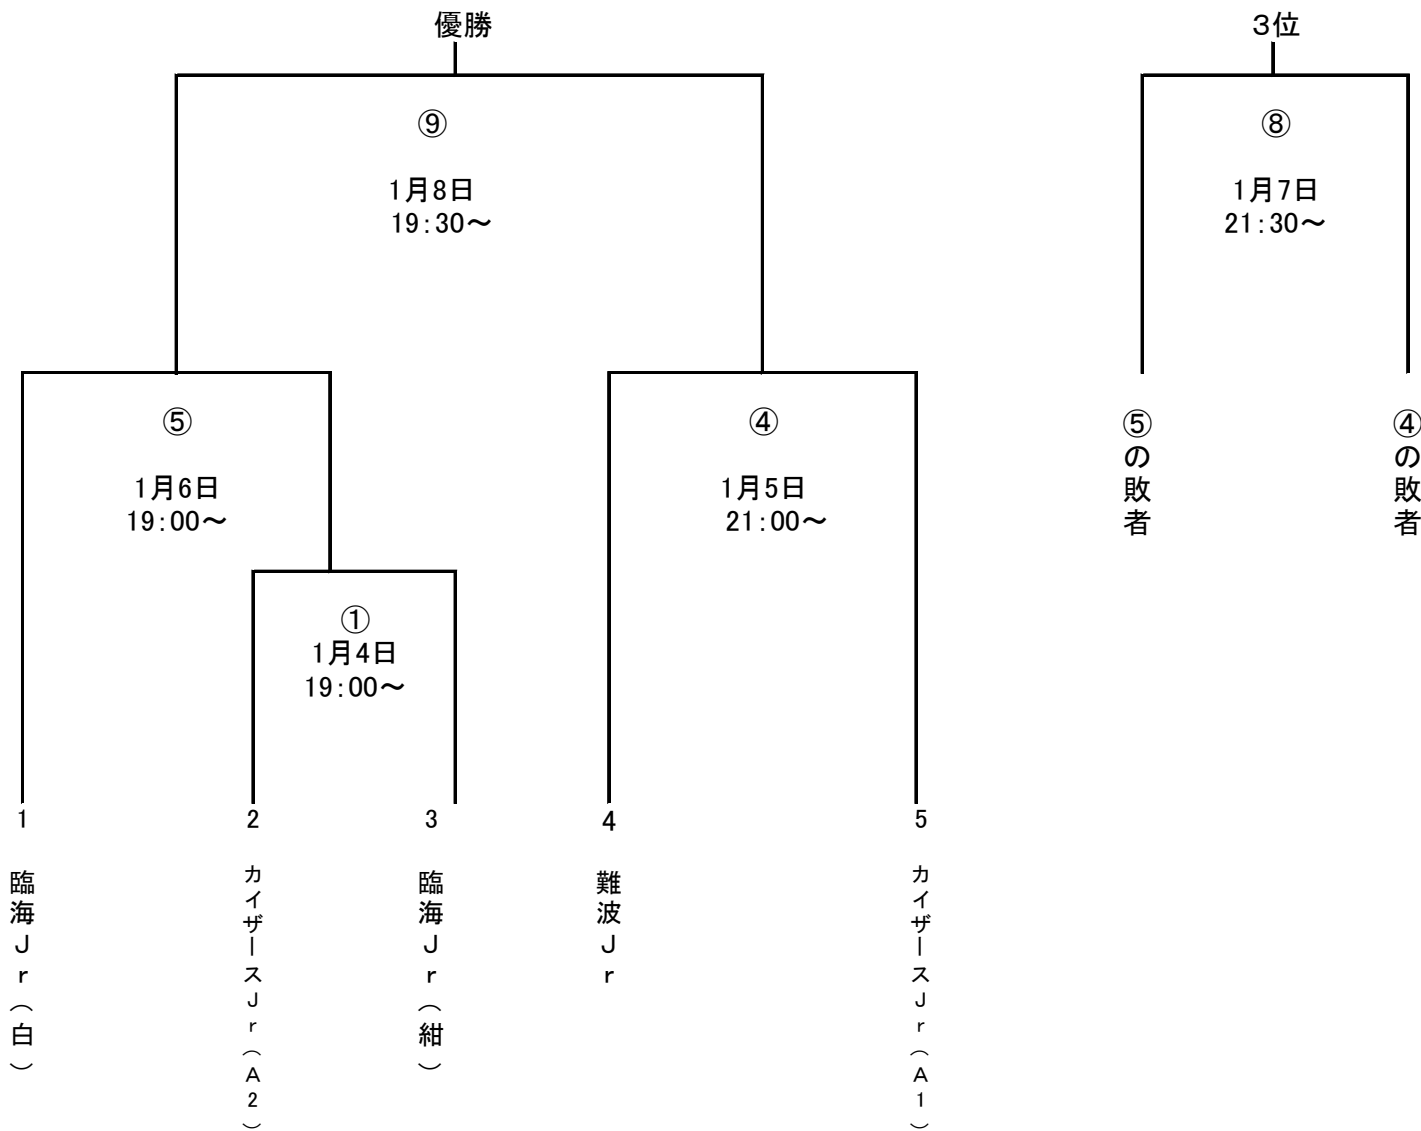 優勝
3位
⑨
1月8日
19:30～
⑧
1月7日
21:30～
⑤
1月6日
19:00～
④
1月5日
21:00～
⑤の敗者
④の敗者
①
1月4日
19:00～
1
2
3
4
5
臨海Jr(白)
カイザースJr(A2)
臨海Jr(紺)
難波Jr
カイザースJr(A1)